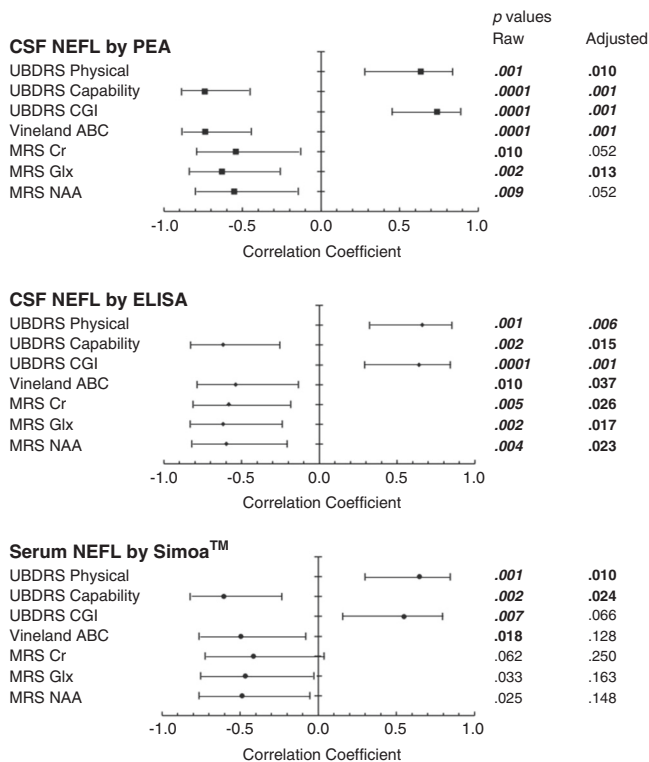 p values
CSF NEFL by PEA Raw Adjusted
UBDRS Physical .001 .010
UBDRS Capability .0001 .001
UBDRS CGI .0001 .001
Vineland ABC .0001 .001
MRS Cr .010 .052
MRS Glx .002 .013
MRS NAA .009 .052
-1.0 -0.5 0.0 0.5 1.0
Correlation Coefficient
CSF NEFL by ELISA
UBDRS Physical .001 .006
UBDRS Capability .002 .015
UBDRS CGI .0001 .001
Vineland ABC .010 .037
MRS Cr .005 .026
MRS Glx .002 .017
MRS NAA .004 .023
-1.0 -0.5 0.0 0.5 1.0
Correlation Coefficient
Serum NEFL by Simoa™
UBDRS Physical .001 .010
UBDRS Capability .002 .024
UBDRS CGI .007 .066
Vineland ABC .018 .128
MRS Cr .062 .250
MRS Glx .033 .163
MRS NAA .025 .148
-1.0 -0.5 0.0 0.5 1.0
Correlation Coefficient